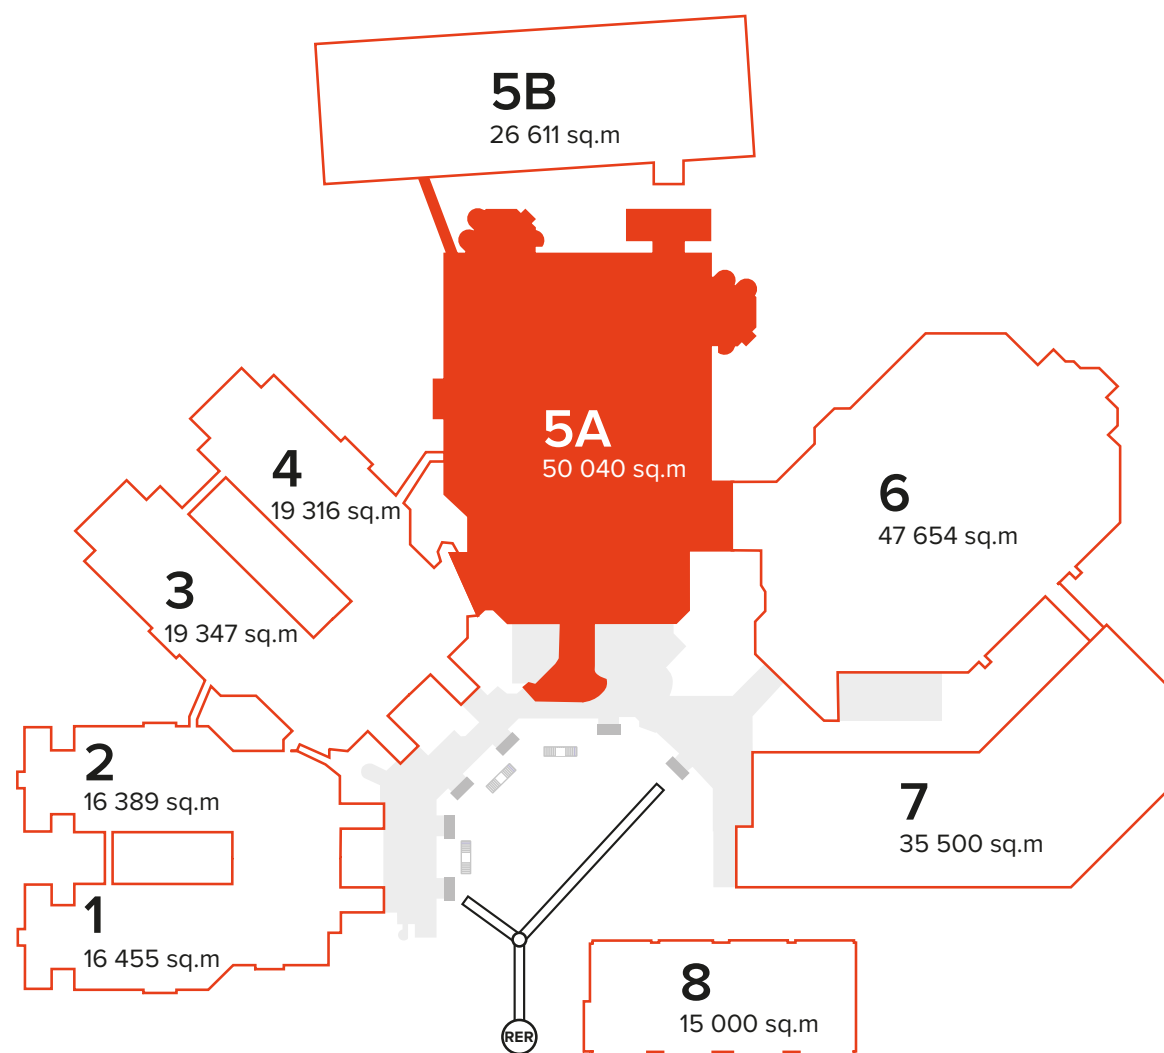 5B
26 611 sq.m
5A
50 040 sq.m
4
19 316 sq.m
6
47 654 sq.m
3
19 347 sq.m
2
16 389 sq.m
7
35 500 sq.m
1
16 455 sq.m
8
15 000 sq.m
RER